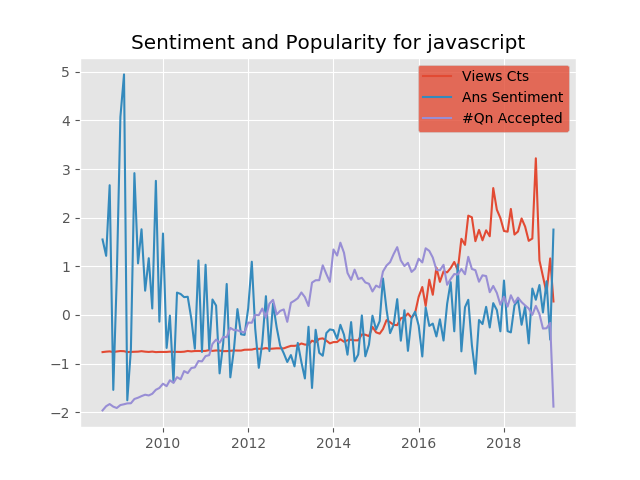 Sentiment and Popularity for javascript
Views Cts
Ans Sentiment
#Qn Accepted
5
4
3
2
1
0
−1
−2
2010 2012 2014 2016 2018